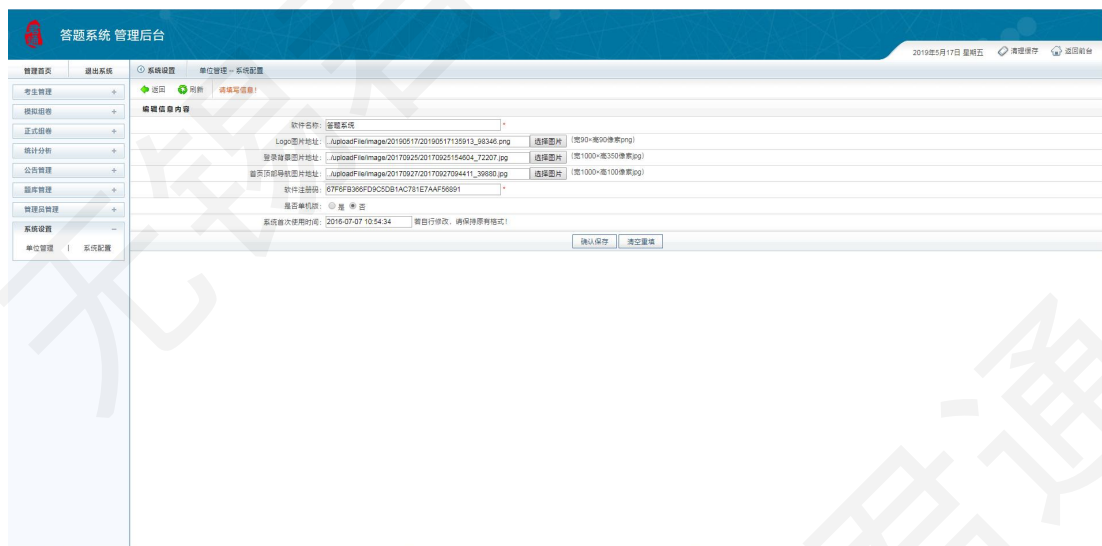 答题系统 管理后台
2019年5月17日 星期五 清理缓存 返回前台
管理首页 退出系统
系统设置 单位管理 -- 系统配置
考生管理 +
返回 刷新 请填写信息!
模拟组卷 +
编辑信息内容
正式组卷 +
软件名称: 答题系统 *
统计分析 +
Logo图片地址: ../uploadFile/image/20190517/20190517135913_98346.png 选择图片 (宽90×高90像素png)
登录背景图片地址: ../uploadFile/image/20170925/20170925154604_72207.jpg 选择图片 (宽1000×高350像素jpg)
公告管理 +
首页顶部导航图片地址: ../uploadFile/image/20170927/20170927094411_39880.jpg 选择图片 (宽1000×高100像素jpg)
题库管理 +
软件注册码: 67F6FB366FD9C5DB1AC781E7AAF56891 *
管理员管理 +
是否单机版: 是 否
系统首次使用时间: 2016-07-07 10:54:34 若自行修改,请保持原有格式!
系统设置 −
确认保存 清空重填
单位管理 | 系统配置
无锡君通